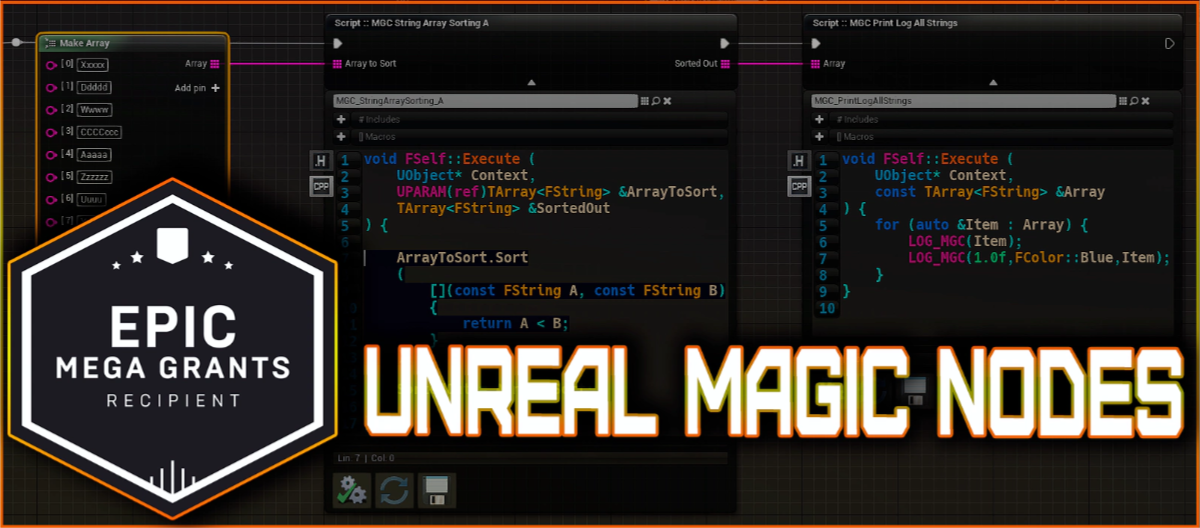 Make Array
[0] Xxxxx
Array
[1] Ddddd
Add pin +
[2] Wwww
[3] CCCCccc
[4] Aaaaa
[5] Zzzzzz
[6] Uuuu
[7]
Script :: MGC String Array Sorting A
Array to Sort
Sorted Out
MGC_StringArraySorting_A
+ # Includes
+ [] Macros
.H
CPP
1 void FSelf::Execute (
2 UObject* Context,
3 UPARAM(ref)TArray<FString> &ArrayToSort,
4 TArray<FString> &SortedOut
5 ) {
6
ArrayToSort.Sort
(
[](const FString A, const FString B)
{
return A < B;
}
Lin 7 | Col 0
Script :: MGC Print Log All Strings
Array
MGC_PrintLogAllStrings
+ # Includes
+ [] Macros
.H
CPP
1 void FSelf::Execute (
2 UObject* Context,
3 const TArray<FString> &Array
4 ) {
5 for (auto &Item : Array) {
6 LOG_MGC(Item);
7 LOG_MGC(1.0f,FColor::Blue,Item);
8 }
9 }
10
EPIC
MEGA GRANTS
RECIPIENT
UNREAL MAGIC NODES